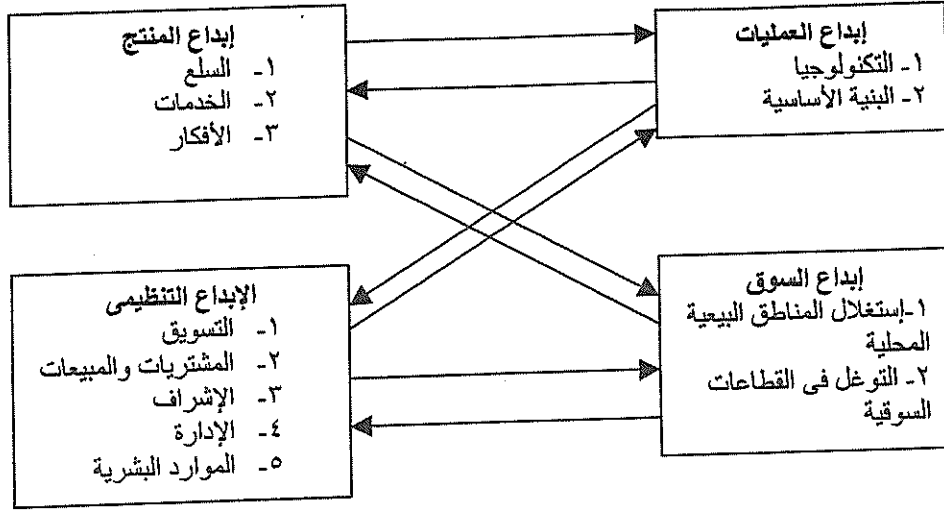 إبداع العمليات
١- التكنولوجيا
٢- البنية الأساسية
إبداع المنتج
١- السلع
٢- الخدمات
٣- الأفكار
إبداع السوق
١-إستغلال المناطق البيعية
المحلية
٢- التوغل فى القطاعات
السوقية
الإبداع التنظيمى
١- التسويق
٢- المشتريات والمبيعات
٣- الإشراف
٤- الإدارة
٥- الموارد البشرية